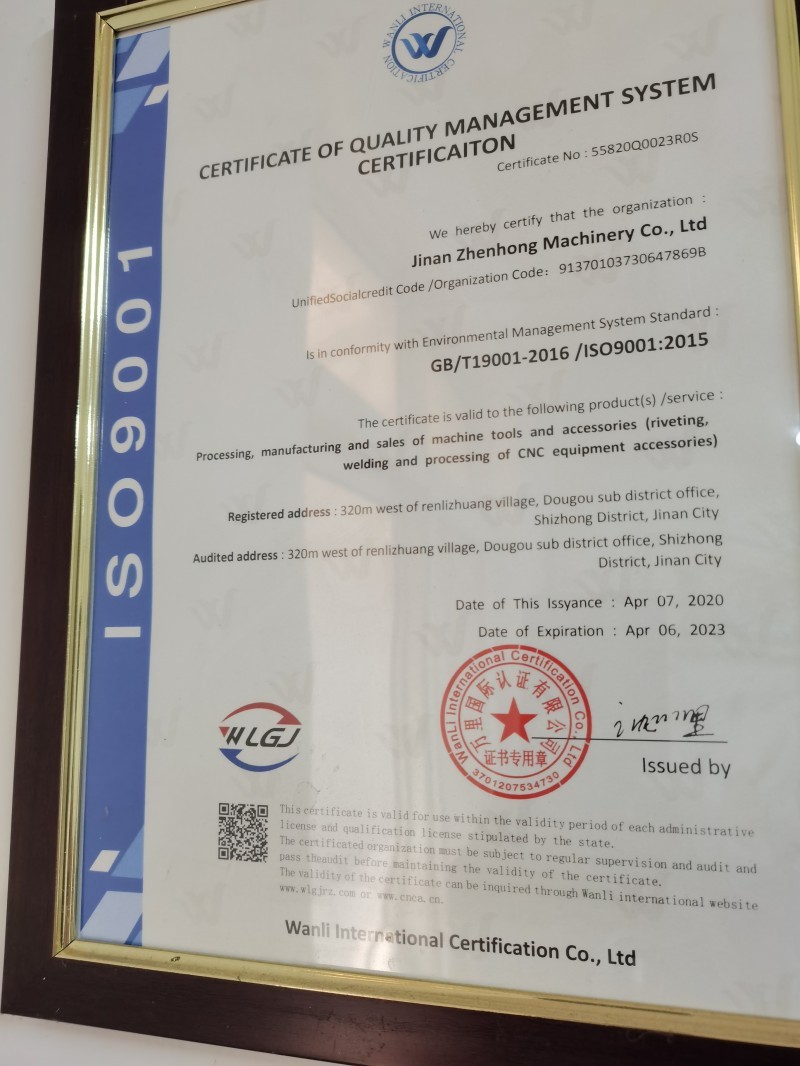 WANLI INTERNATIONAL CERTIFICATION
W
CERTIFICATE OF QUALITY MANAGEMENT SYSTEM
CERTIFICAITON
Certificate No : 55820Q0023R0S
We hereby certify that the organization :
Jinan Zhenhong Machinery Co., Ltd
UnifiedSocialcredit Code /Organization Code: 91370103730647869B
Is in conformity with Environmental Management System Standard :
GB/T19001-2016 /ISO9001:2015
The certificate is valid to the following product(s) /service :
Processing, manufacturing and sales of machine tools and accessories (riveting,
welding and processing of CNC equipment accessories)
Registered address : 320m west of renlizhuang village, Dougou sub district office,
Shizhong District, Jinan City
Audited address : 320m west of renlizhuang village, Dougou sub district office, Shizhong
District, Jinan City
Date of This Issyance : Apr 07, 2020
Date of Expiration : Apr 06, 2023
ISO9001
WLGJ
WanLi International Certification Co., Ltd
万里国际认证有限公司
证书专用章
3701207534730
Issued by
This certificate is valid for use within the validity period of each administrative
license and qualification license stipulated by the state.
The certificated organization must be subject to regular supervision and audit and
pass theaudit before maintaining the validity of the certificate.
The validity of the certificate can be inquired through Wanli international website
www.wlgjrz.com or www.cnca.cn.
Wanli International Certification Co., Ltd